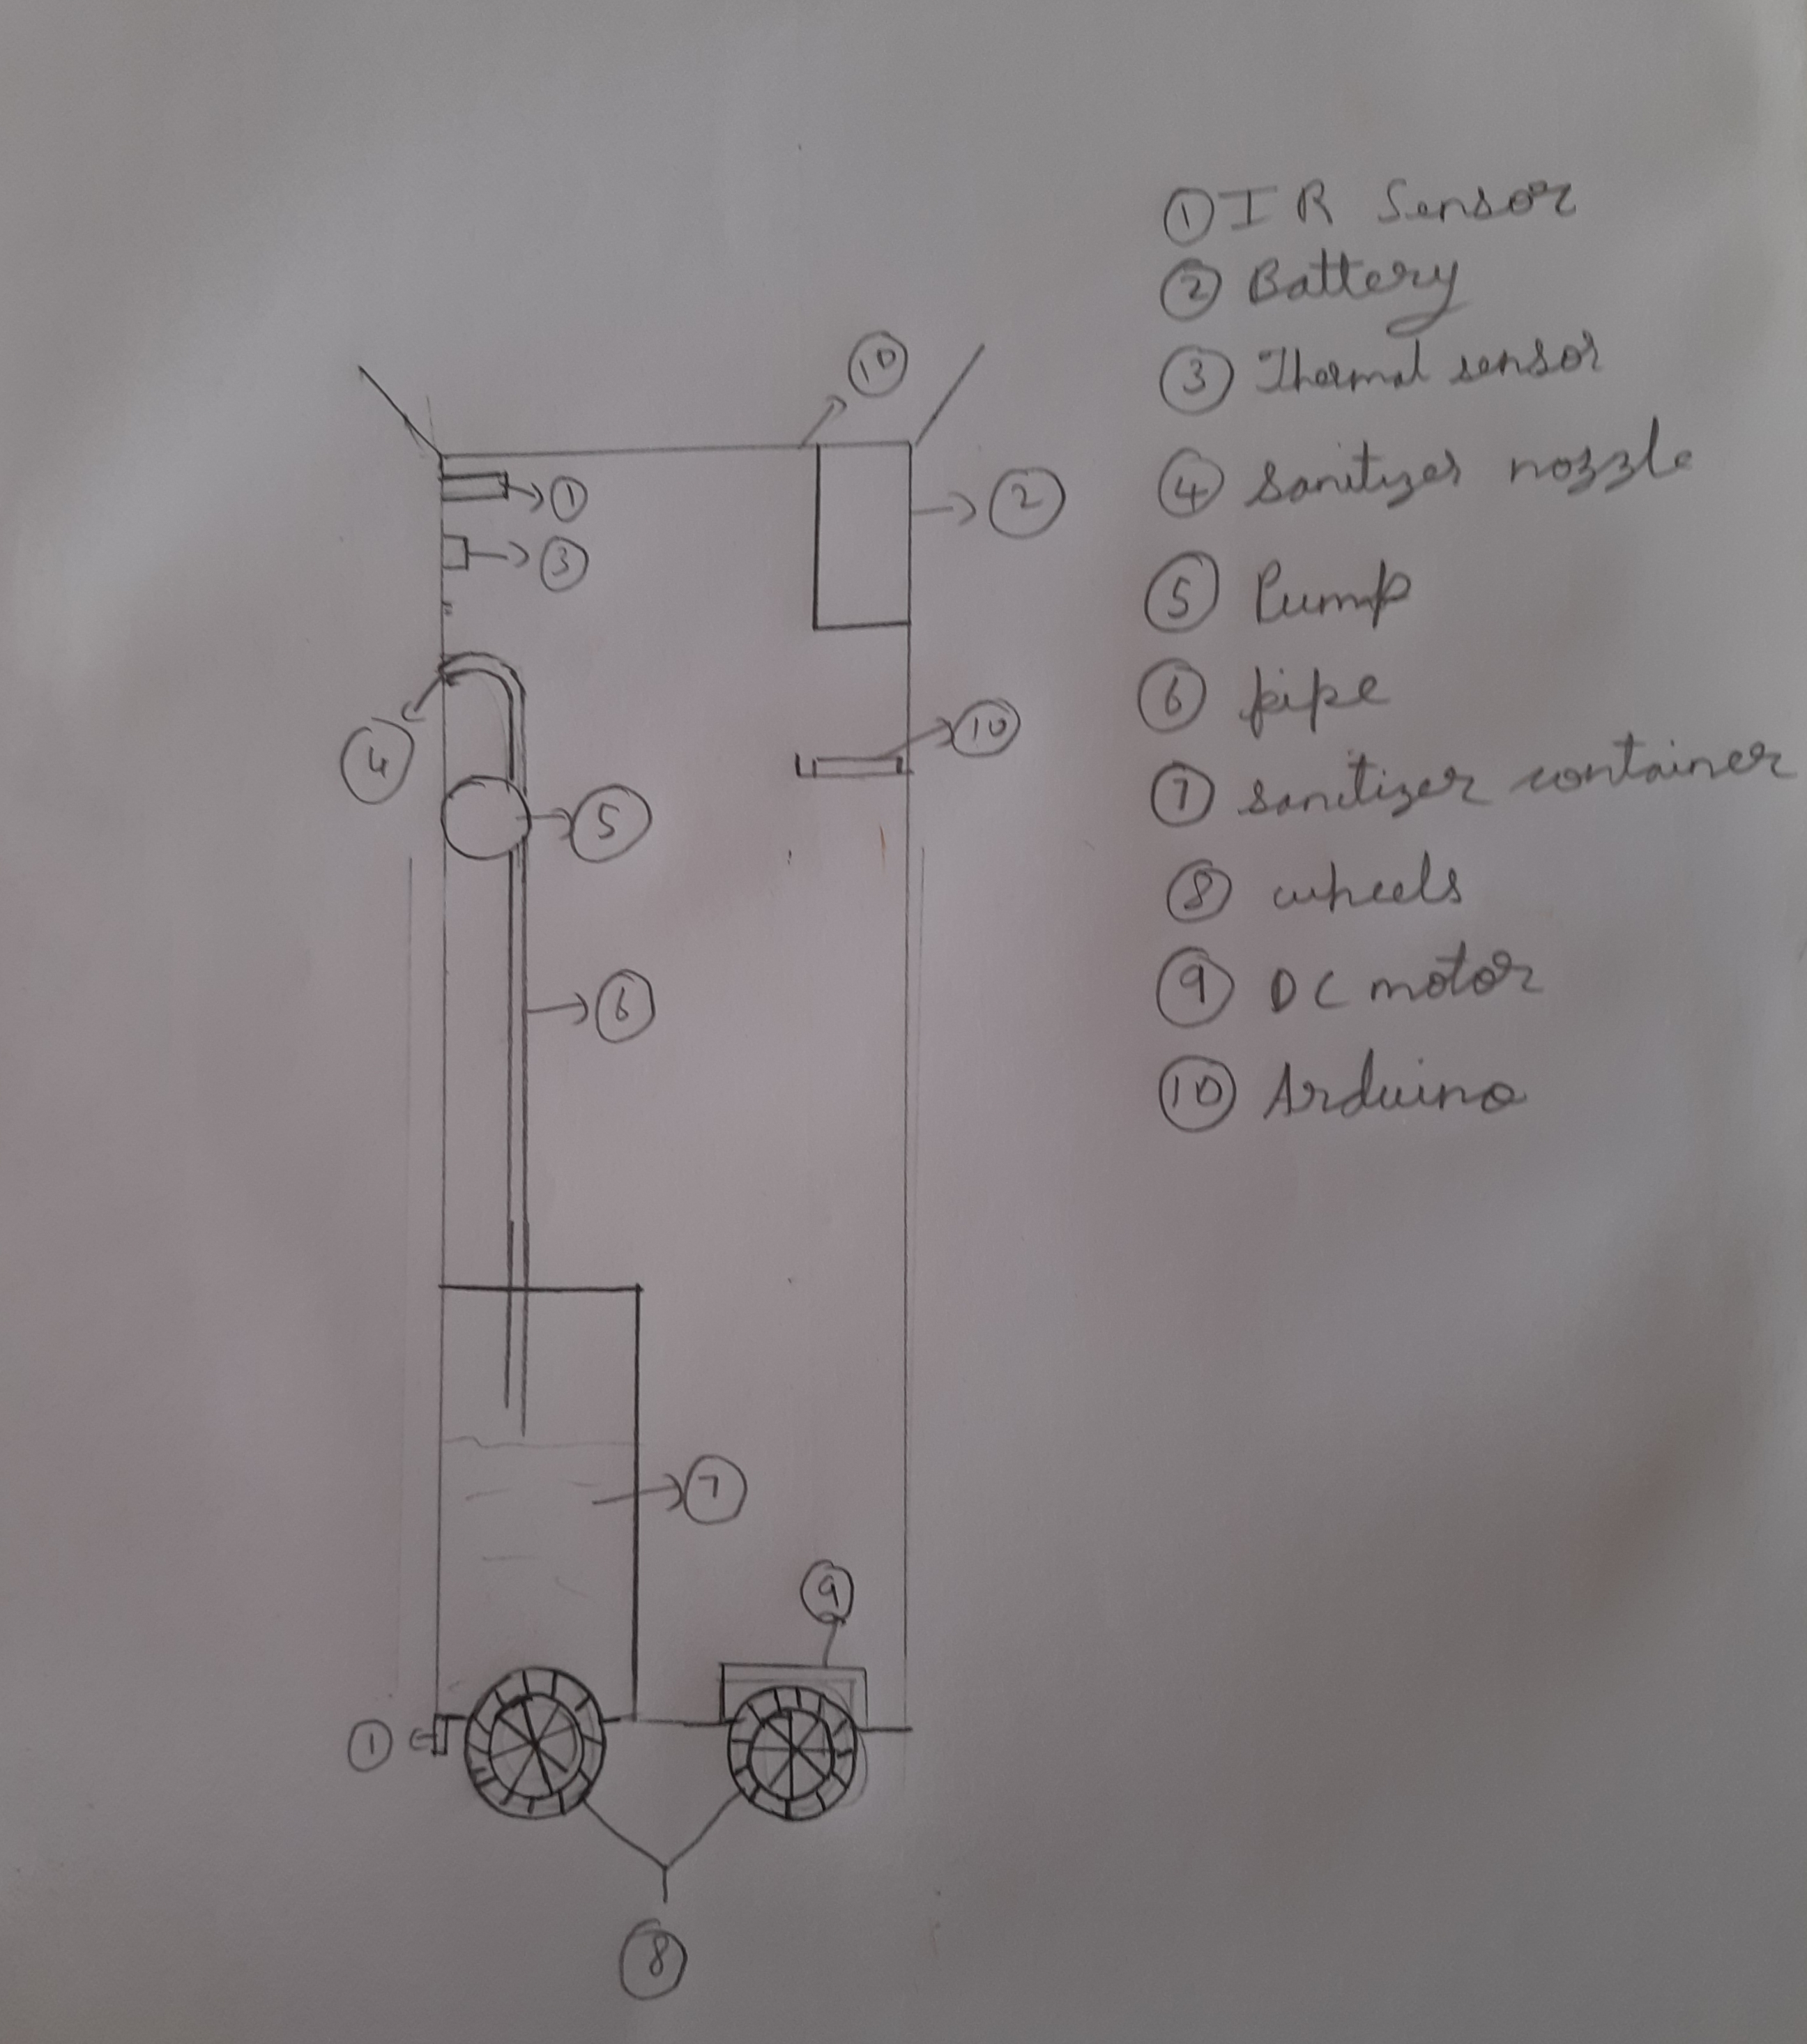 10
1
2
3
4
10
5
6
7
9
1
8
① IR Sensor
② Battery
③ Thermal sensor
④ Sanitizer nozzle
⑤ Pump
⑥ pipe
⑦ sanitizer container
⑧ wheels
⑨ DC motor
⑩ Arduino